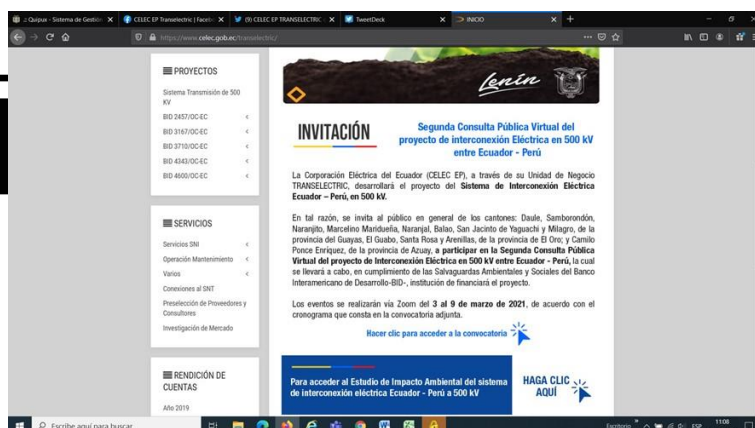 Quipux - Sistema de Gestión
CELEC EP Transelectric | Faceb
(9) CELEC EP TRANSELECTRIC
TweetDeck
INICIO
https://www.celec.gob.ec/transelectric/
PROYECTOS
Sistema Transmisión de 500
KV
BID 2457/OC-EC
BID 3167/OC-EC
BID 3710/OC-EC
BID 4343/OC-EC
BID 4600/OC-EC
SERVICIOS
Servicios SNI
Operación Mantenimiento
Varios
Conexiones al SNT
Preselección de Proveedores y
Consultores
Investigación de Mercado
RENDICIÓN DE
CUENTAS
Año 2019
Lenín
INVITACIÓN
Segunda Consulta Pública Virtual del
proyecto de interconexión Eléctrica en 500 kV
entre Ecuador - Perú
La Corporación Eléctrica del Ecuador (CELEC EP), a través de su Unidad de Negocio
TRANSELECTRIC, desarrollará el proyecto del Sistema de Interconexión Eléctrica
Ecuador – Perú, en 500 kV.
En tal razón, se invita al público en general de los cantones: Daule, Samborondón,
Naranjito, Marcelino Maridueña, Naranjal, Balao, San Jacinto de Yaguachi y Milagro, de la
provincia del Guayas, El Guabo, Santa Rosa y Arenillas, de la provincia de El Oro; y Camilo
Ponce Enríquez, de la provincia de Azuay, a participar en la Segunda Consulta Pública
Virtual del proyecto de Interconexión Eléctrica en 500 kV entre Ecuador - Perú, la cual
se llevará a cabo, en cumplimiento de las Salvaguardas Ambientales y Sociales del Banco
Interamericano de Desarrollo-BID-, institución de financiará el proyecto.
Los eventos se realizarán vía Zoom del 3 al 9 de marzo de 2021, de acuerdo con el
cronograma que consta en la convocatoria adjunta.
Hacer clic para acceder a la convocatoria
Para acceder al Estudio de Impacto Ambiental del sistema
de interconexión eléctrica Ecuador - Perú a 500 kV
HAGA CLIC
AQUÍ
Escribe aquí para buscar
Escritorio
ESP
11:08